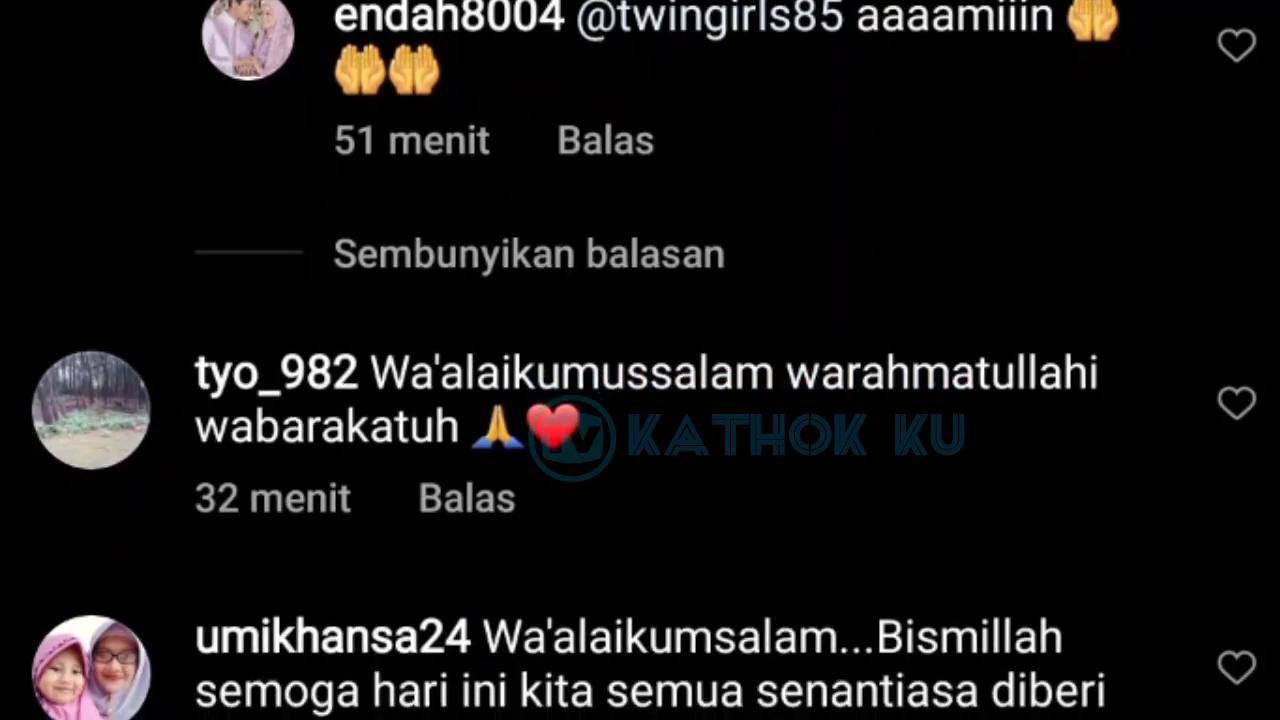 endah8004 @twingirls85 aaaamiiin 🤲
🤲🤲
51 menit Balas
Sembunyikan balasan
tyo_982 Wa'alaikumussalam warahmatullahi
wabarakatuh 🙏❤️
TV KATHOK KU
32 menit Balas
umikhansa24 Wa'alaikumsalam...Bismillah
semoga hari ini kita semua senantiasa diberi